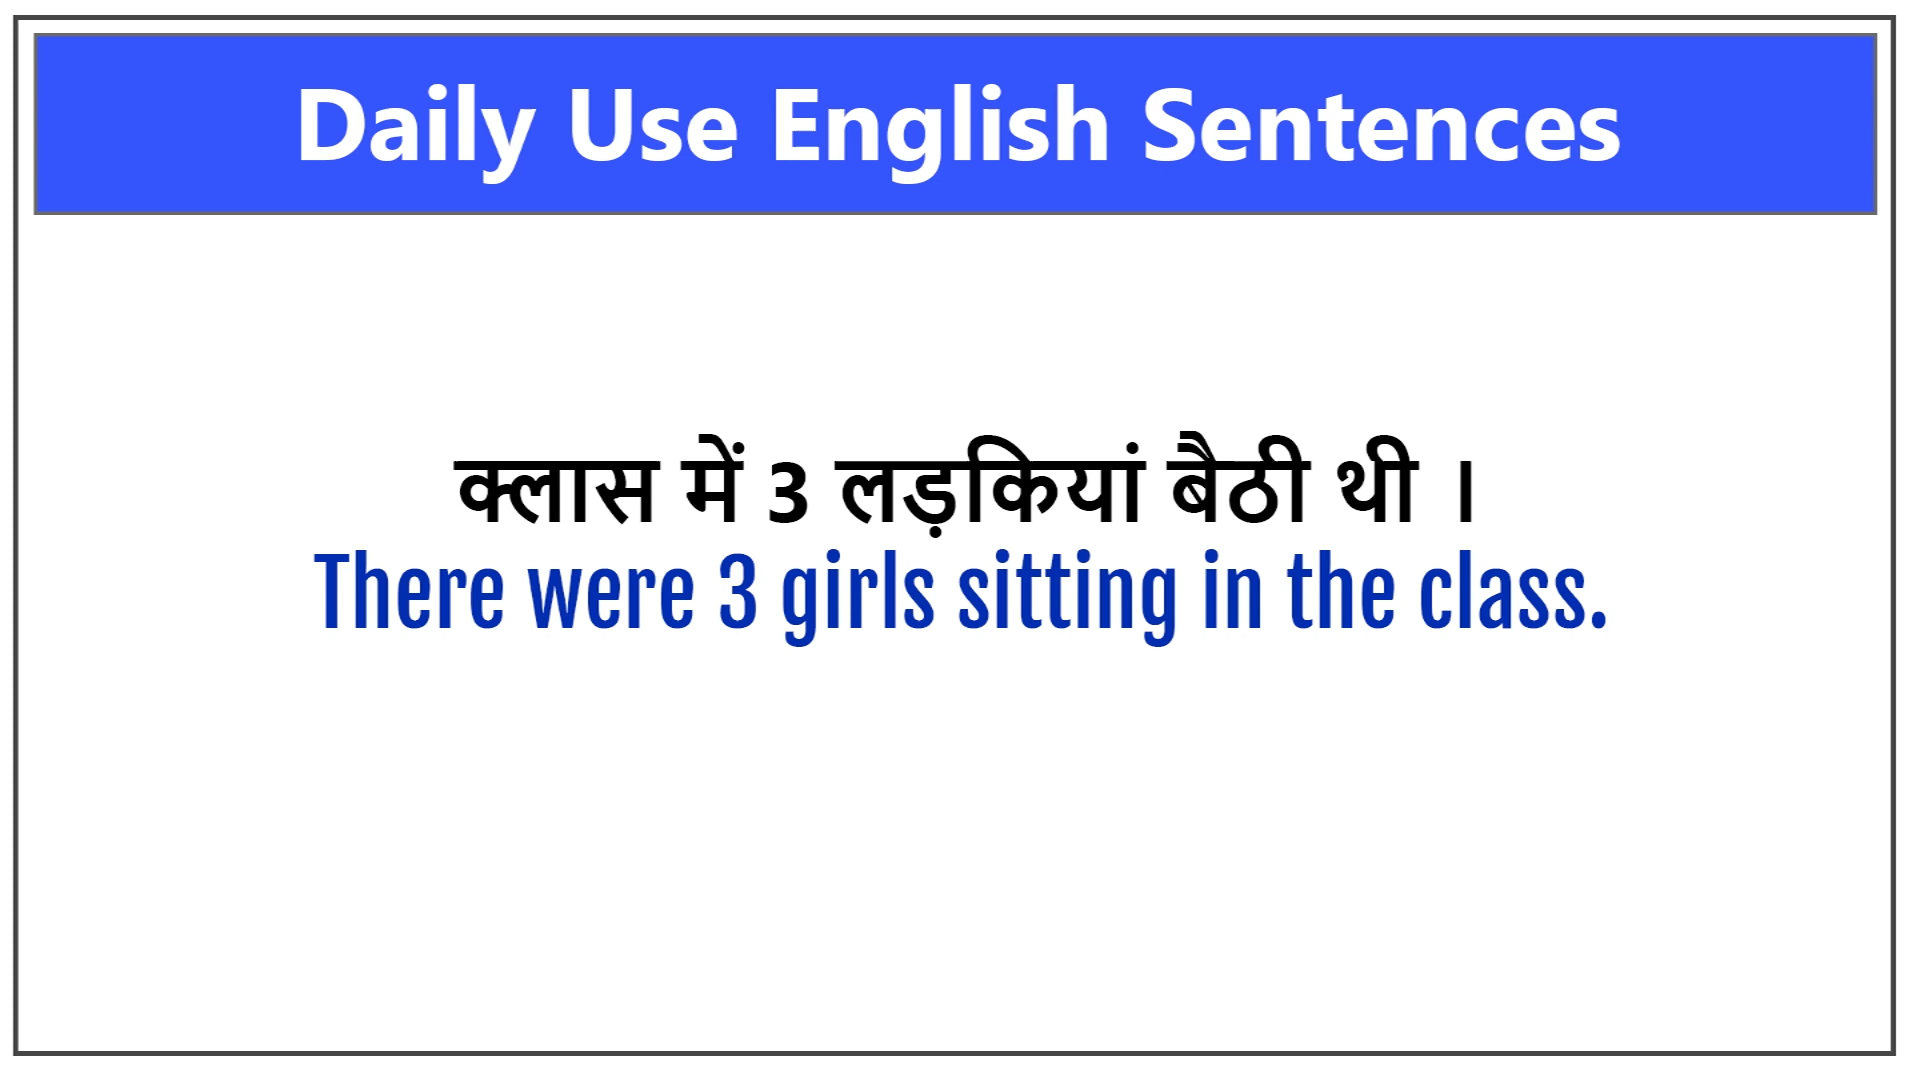 Daily Use English Sentences
क्लास में 3 लड़कियां बैठी थी ।
There were 3 girls sitting in the class.